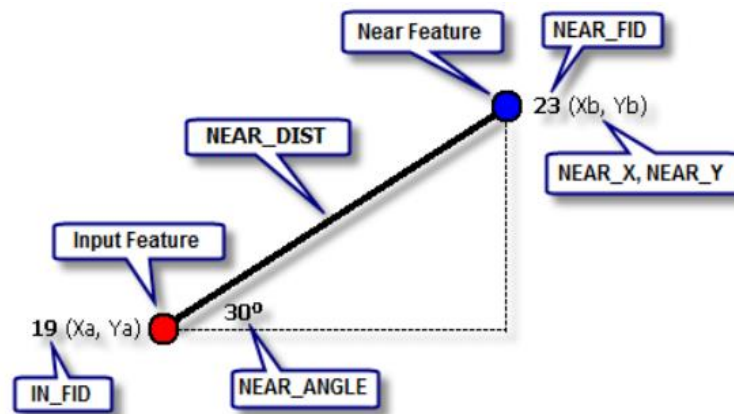 Near Feature
NEAR_FID
23 (Xb, Yb)
NEAR_DIST
NEAR_X, NEAR_Y
Input Feature
30º
19 (Xa, Ya)
IN_FID
NEAR_ANGLE